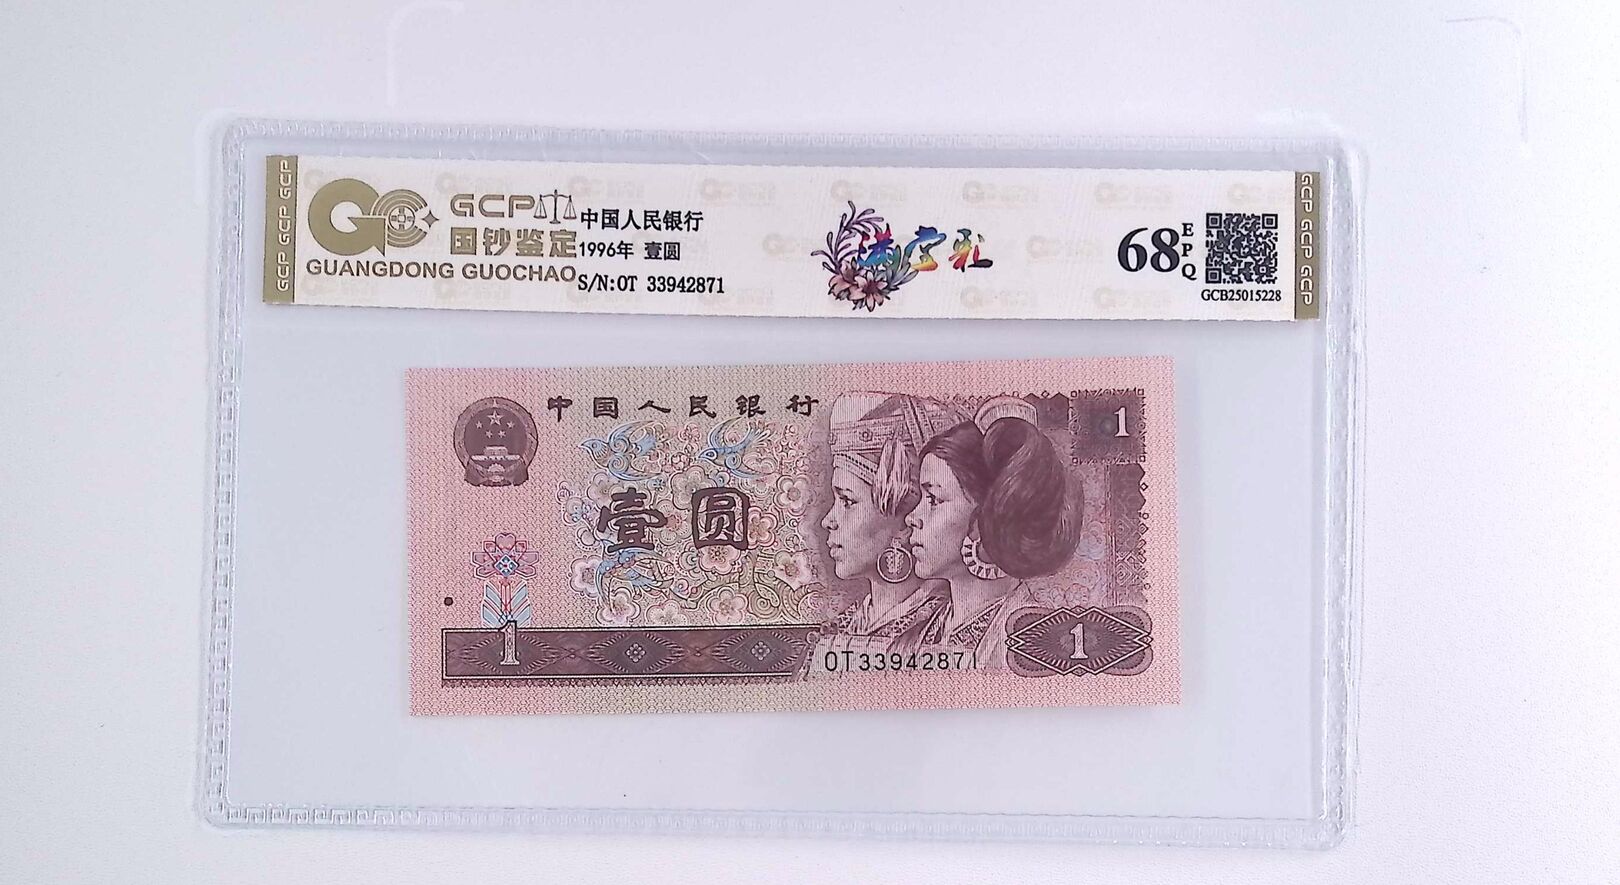 GCP GCP GCP
GCP
国钞鉴定
GUANGDONG GUOCHAO
中国人民银行
1996年 壹圆
S/N:OT 33942871
满堂彩
68 EPQ
GCB25015228
GCP GCP GCP
中国人民银行
1
壹圆
1
OT33942871
1